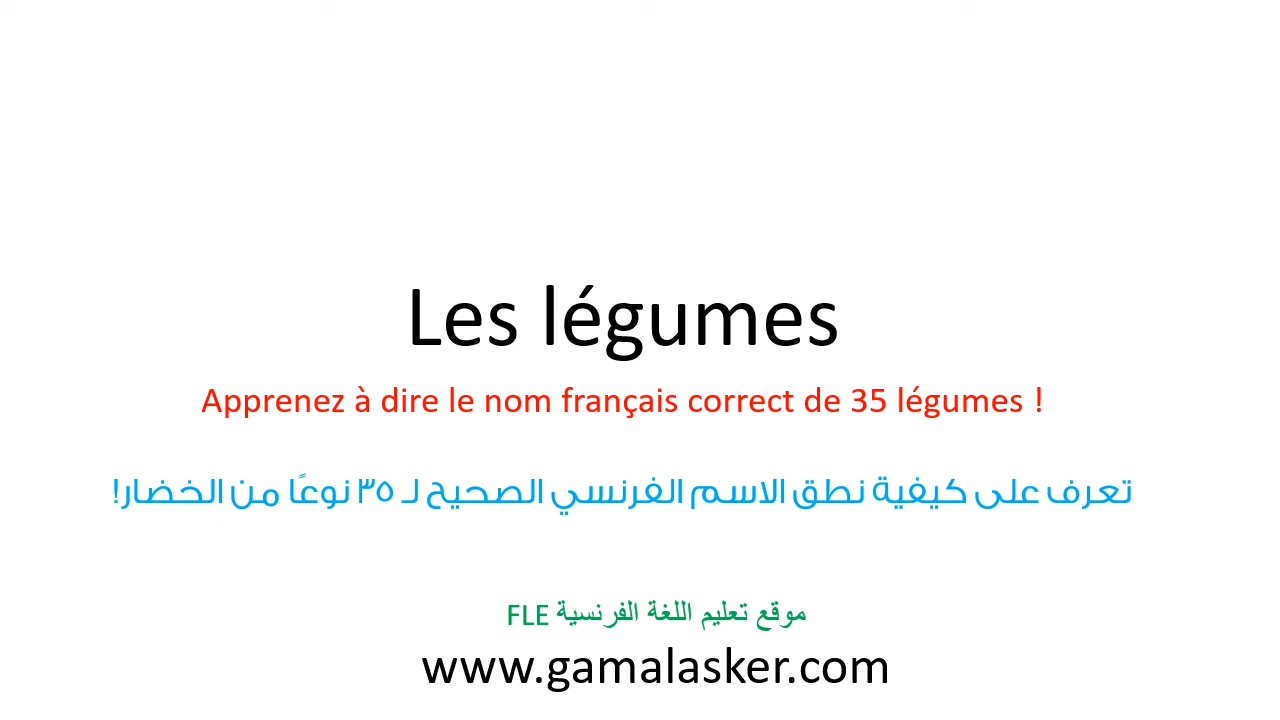 Les légumes
Apprenez à dire le nom français correct de 35 légumes !
تعرف على كيفية نطق الاسم الفرنسي الصحيح لـ ٣٥ نوعًا من الخضار!
موقع تعليم اللغة الفرنسية FLE
www.gamalasker.com